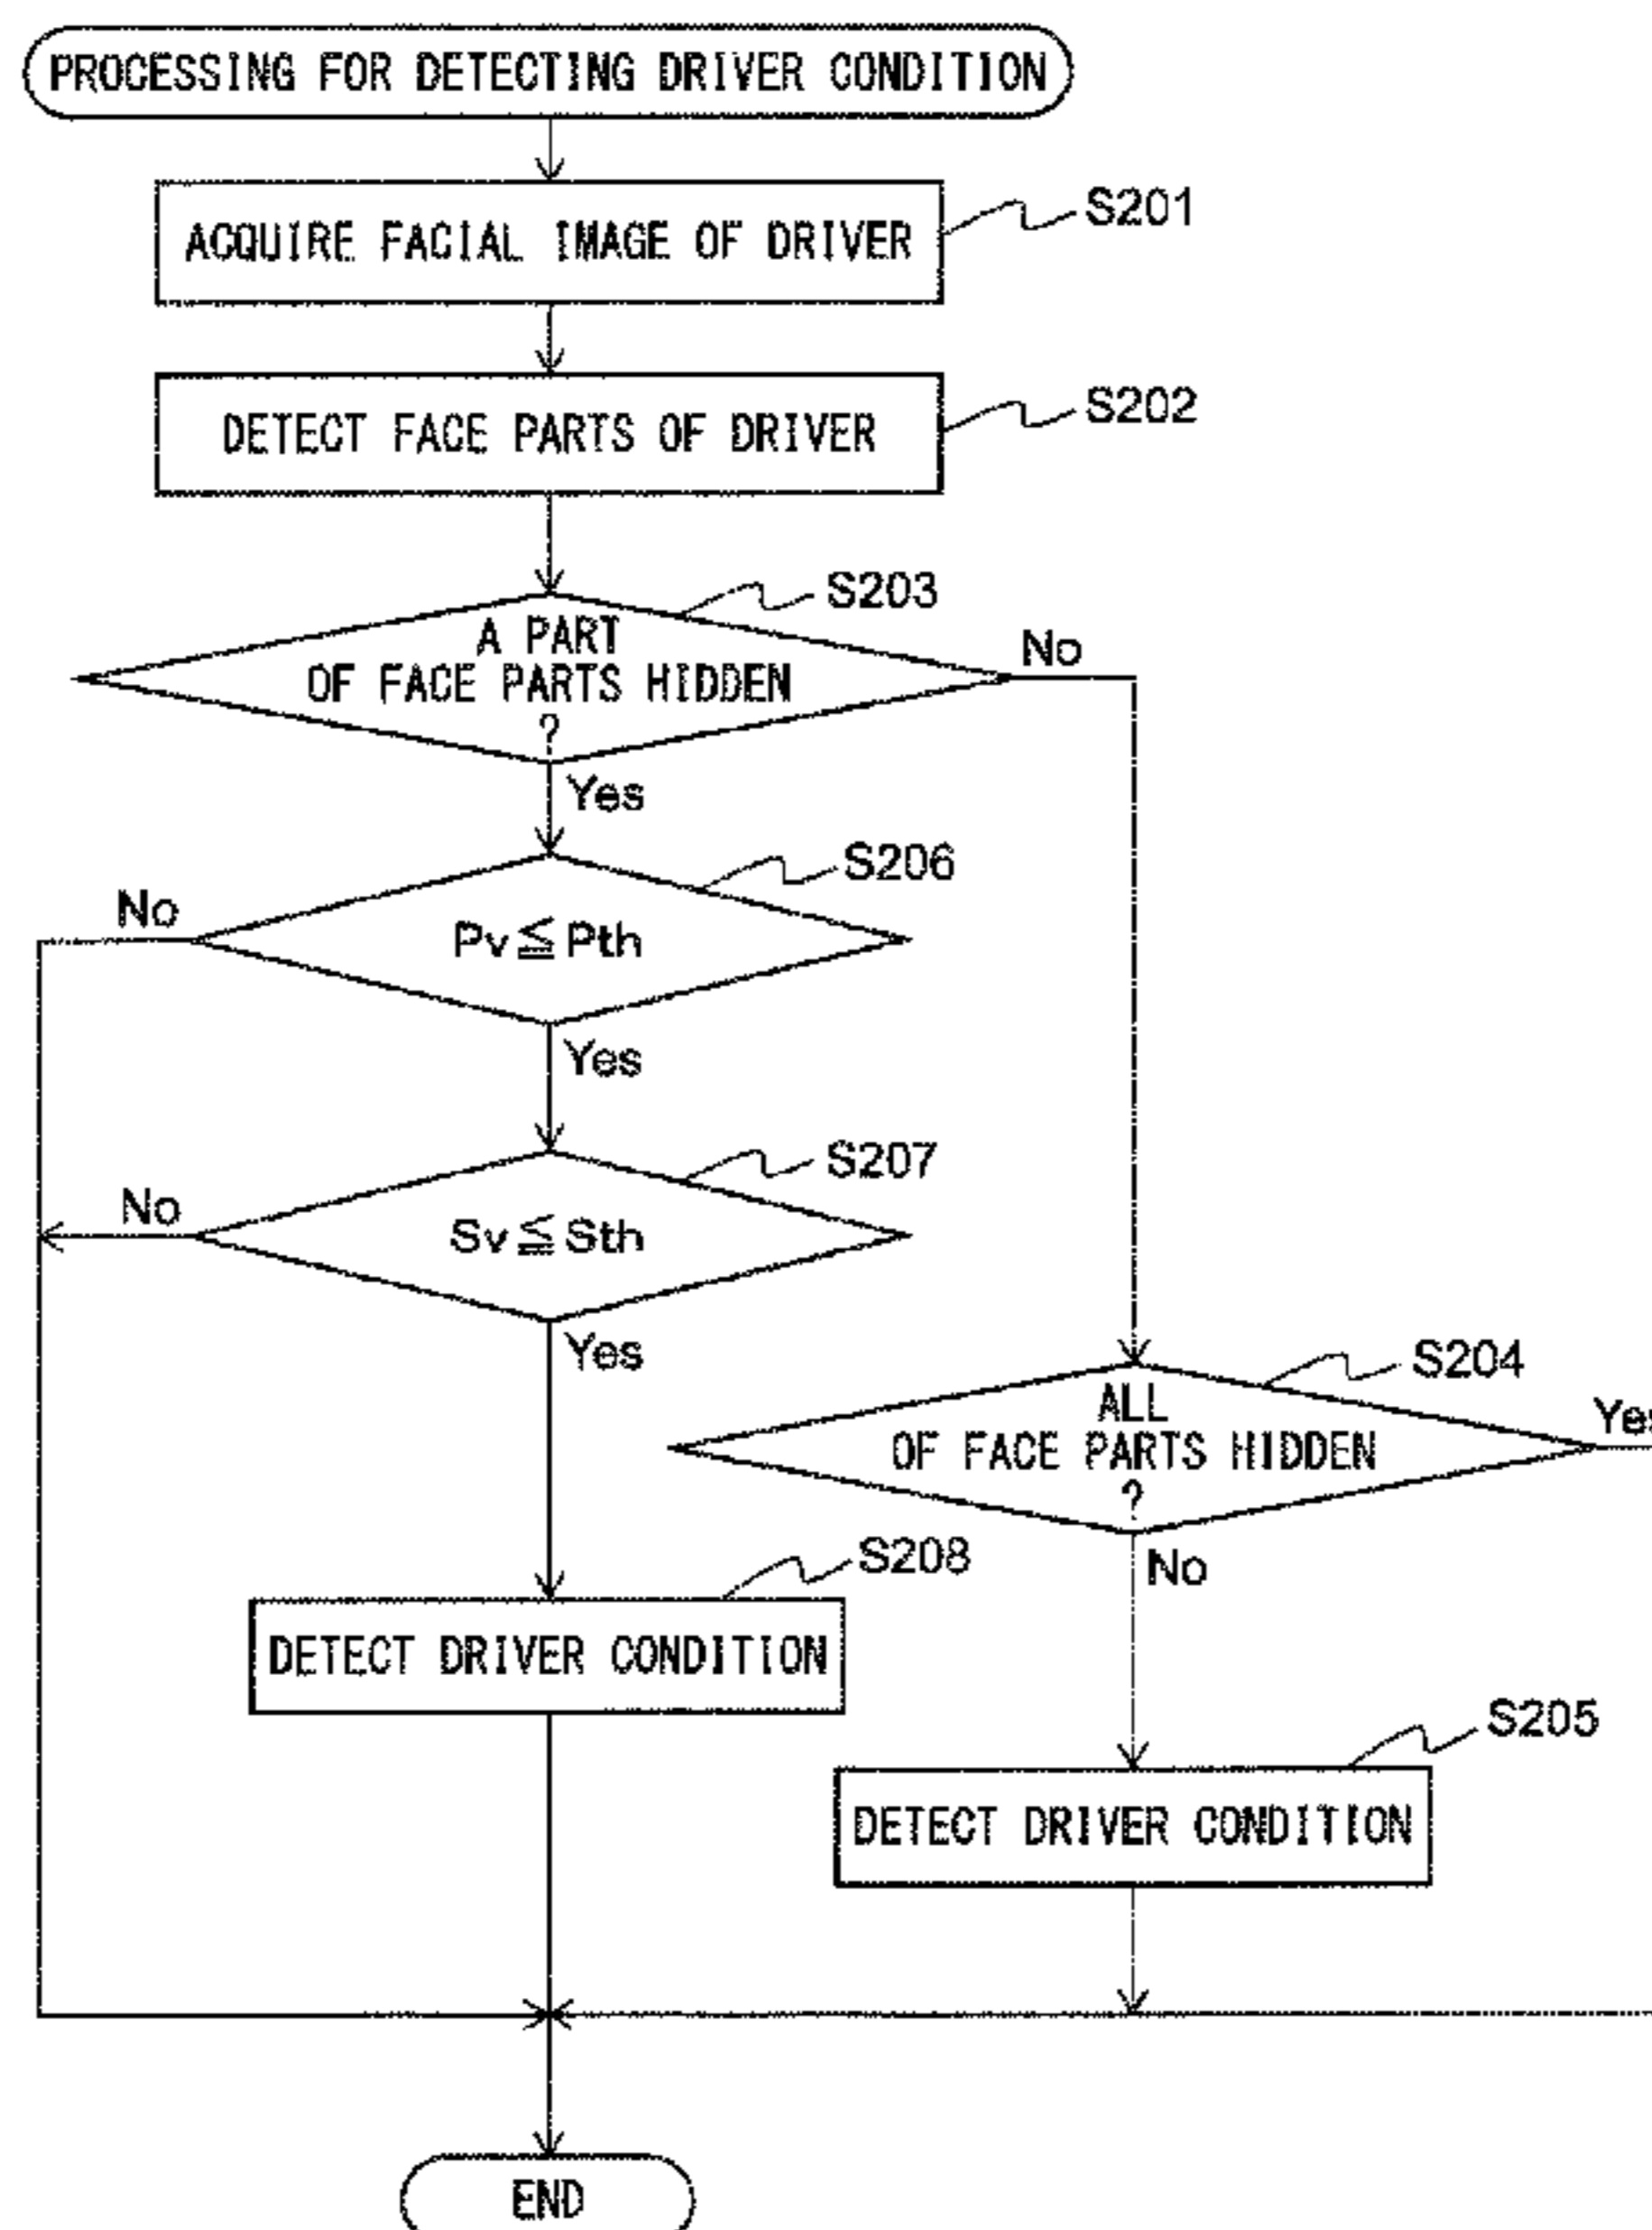 PROCESSING FOR DETECTING DRIVER CONDITION
ACQUIRE FACIAL IMAGE OF DRIVER
S201
DETECT FACE PARTS OF DRIVER
S202
S203
A PART
OF FACE PARTS HIDDEN
?
No
Yes
S206
No
Pv≦Pth
Yes
S207
No
Sv≦Sth
Yes
S204
ALL
OF FACE PARTS HIDDEN
?
Yes
No
S208
DETECT DRIVER CONDITION
S205
DETECT DRIVER CONDITION
END